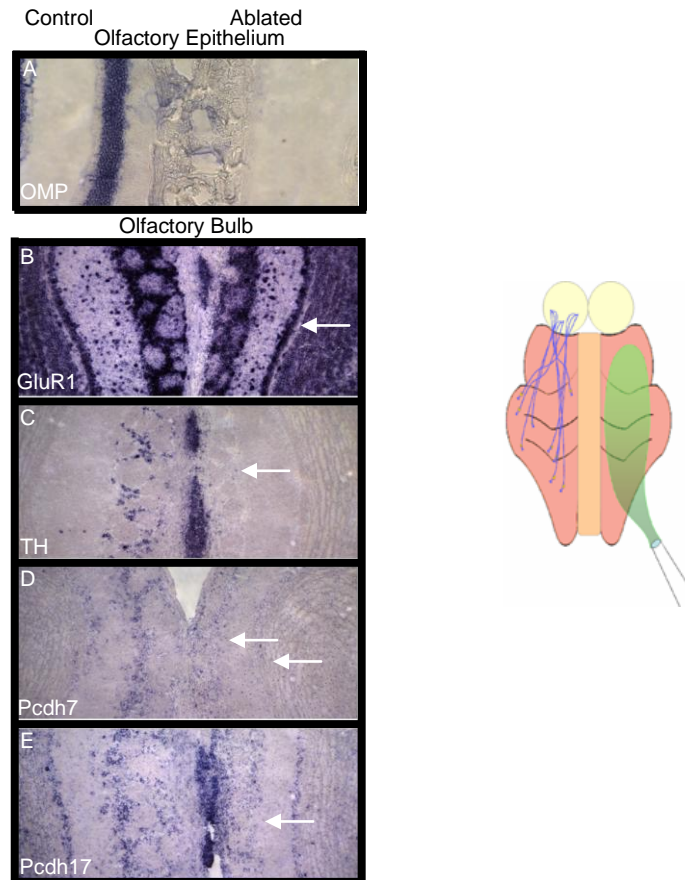 Control Ablated
Olfactory Epithelium
A
OMP
Olfactory Bulb
B
GluR1
C
TH
D
Pcdh7
E
Pcdh17